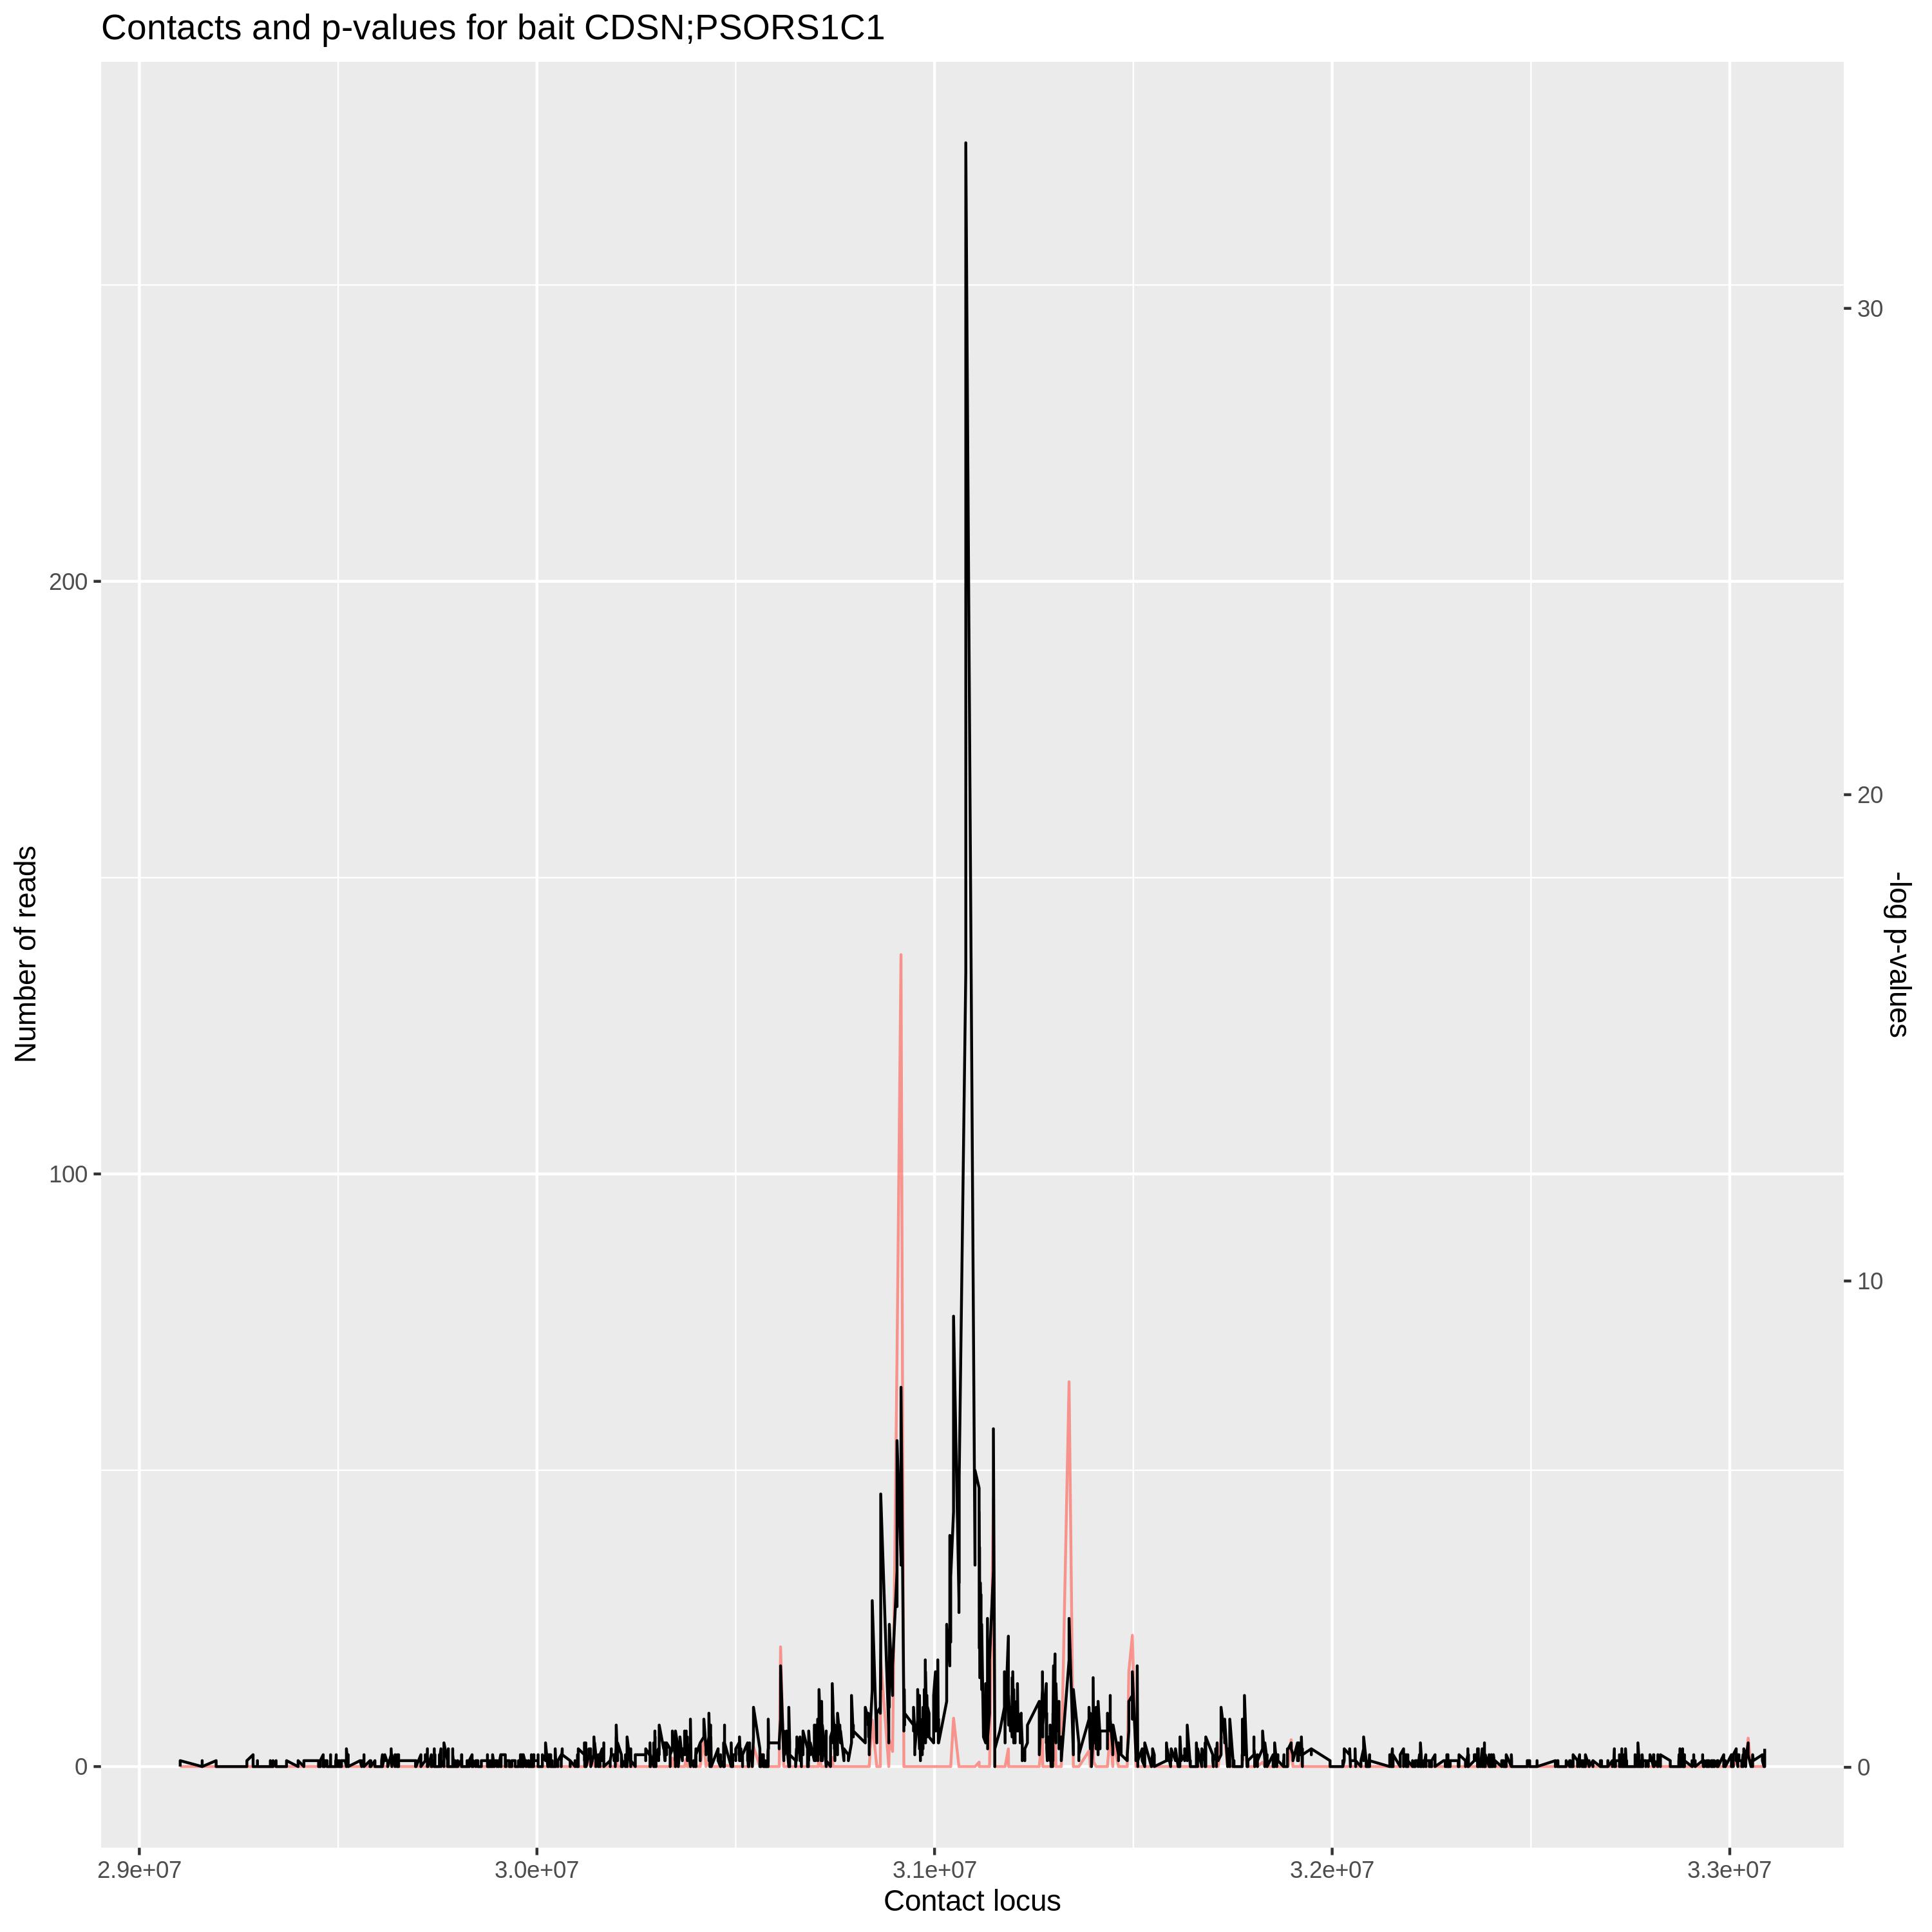 Contacts and p-values for bait CDSN;PSORS1C1
Number of reads
200
100
0
30
20
10
0
-log p-values
2.9e+07
3.0e+07
3.1e+07
3.2e+07
3.3e+07
Contact locus